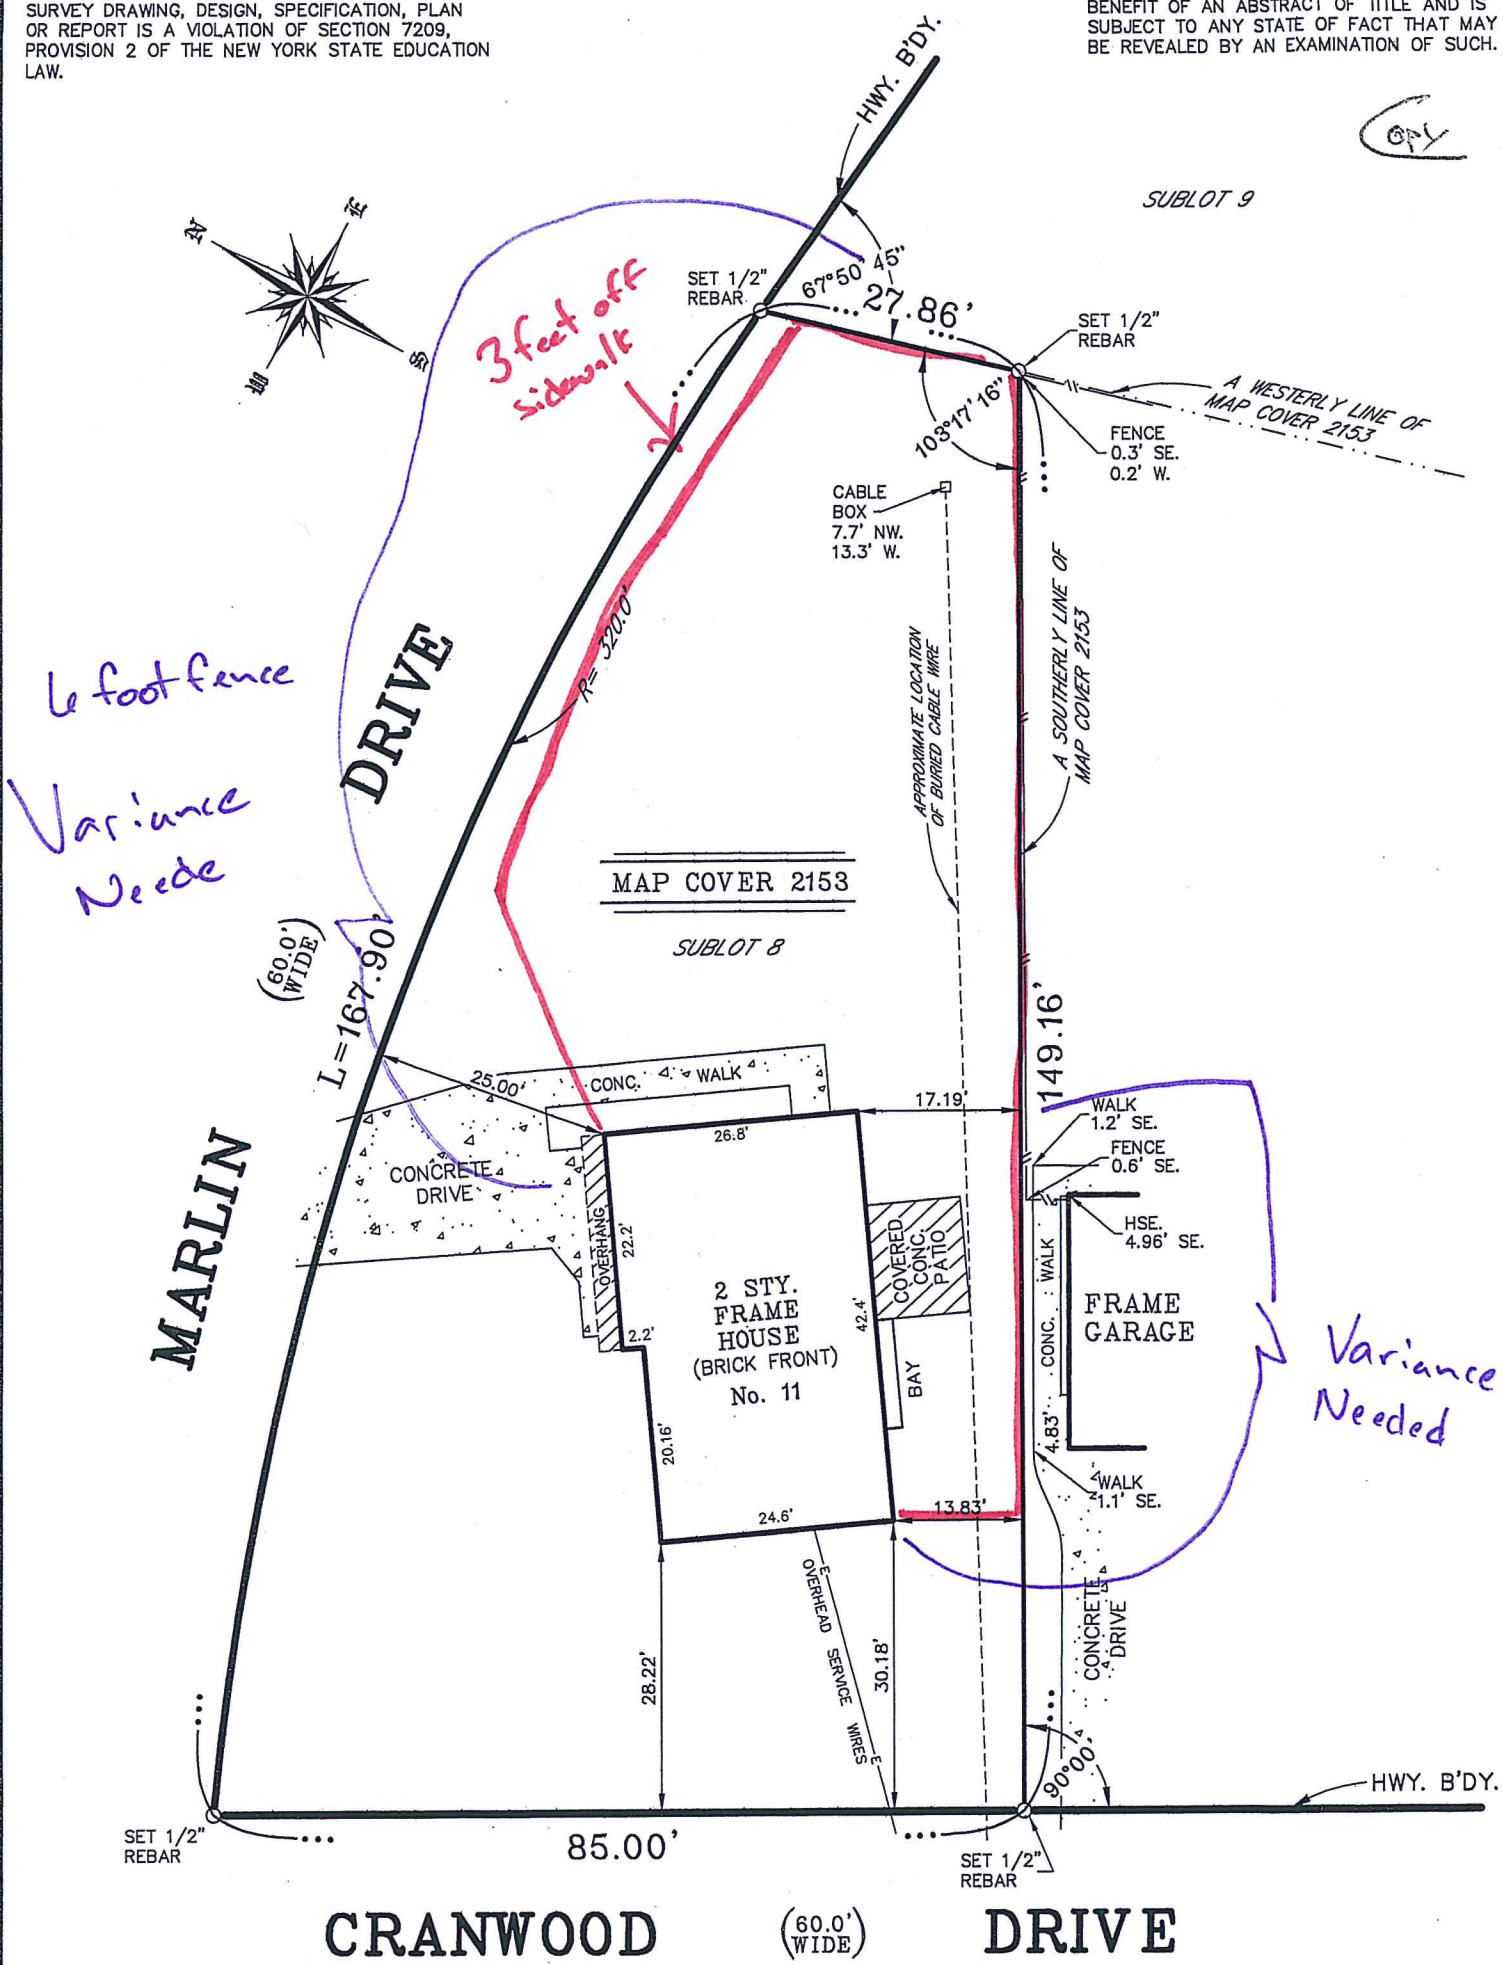 SURVEY DRAWING, DESIGN, SPECIFICATION, PLAN
OR REPORT IS A VIOLATION OF SECTION 7209,
PROVISION 2 OF THE NEW YORK STATE EDUCATION
LAW.
BENEFIT OF AN ABSTRACT OF TITLE AND IS
SUBJECT TO ANY STATE OF FACT THAT MAY
BE REVEALED BY AN EXAMINATION OF SUCH.
Copy
HWY. B'DY.
SUBLOT 9
N
E
S
W
SET 1/2"
REBAR
67°50'45"
27.86'
SET 1/2"
REBAR
3 feet off
sidewalk
A WESTERLY LINE OF
MAP COVER 2153
103°17'16"
FENCE
0.3' SE.
0.2' W.
CABLE
BOX
7.7' NW.
13.3' W.
R= 320.0'
APPROXIMATE LOCATION
OF BURIED CABLE WIRE
A SOUTHERLY LINE OF
MAP COVER 2153
6 foot fence
Variance
Neede
MARLIN DRIVE
(60.0'
WIDE)
L=167.90'
MAP COVER 2153
SUBLOT 8
149.16'
25.00'
CONC. WALK
17.19'
26.8'
WALK
1.2' SE.
FENCE
0.6' SE.
CONCRETE
DRIVE
OVERHANG
22.2'
COVERED
CONC.
PATIO
HSE.
4.96' SE.
CONC. WALK
FRAME
GARAGE
2 STY.
FRAME
HOUSE
(BRICK FRONT)
No. 11
2.2'
42.4'
BAY
20.16'
4.83'
Variance
Needed
WALK
1.1' SE.
24.6'
13.83'
E OVERHEAD SERVICE WIRES E
28.22'
30.18'
CONCRETE
DRIVE
90°00'
HWY. B'DY.
SET 1/2"
REBAR
85.00'
SET 1/2"
REBAR
CRANWOOD (60.0' WIDE) DRIVE